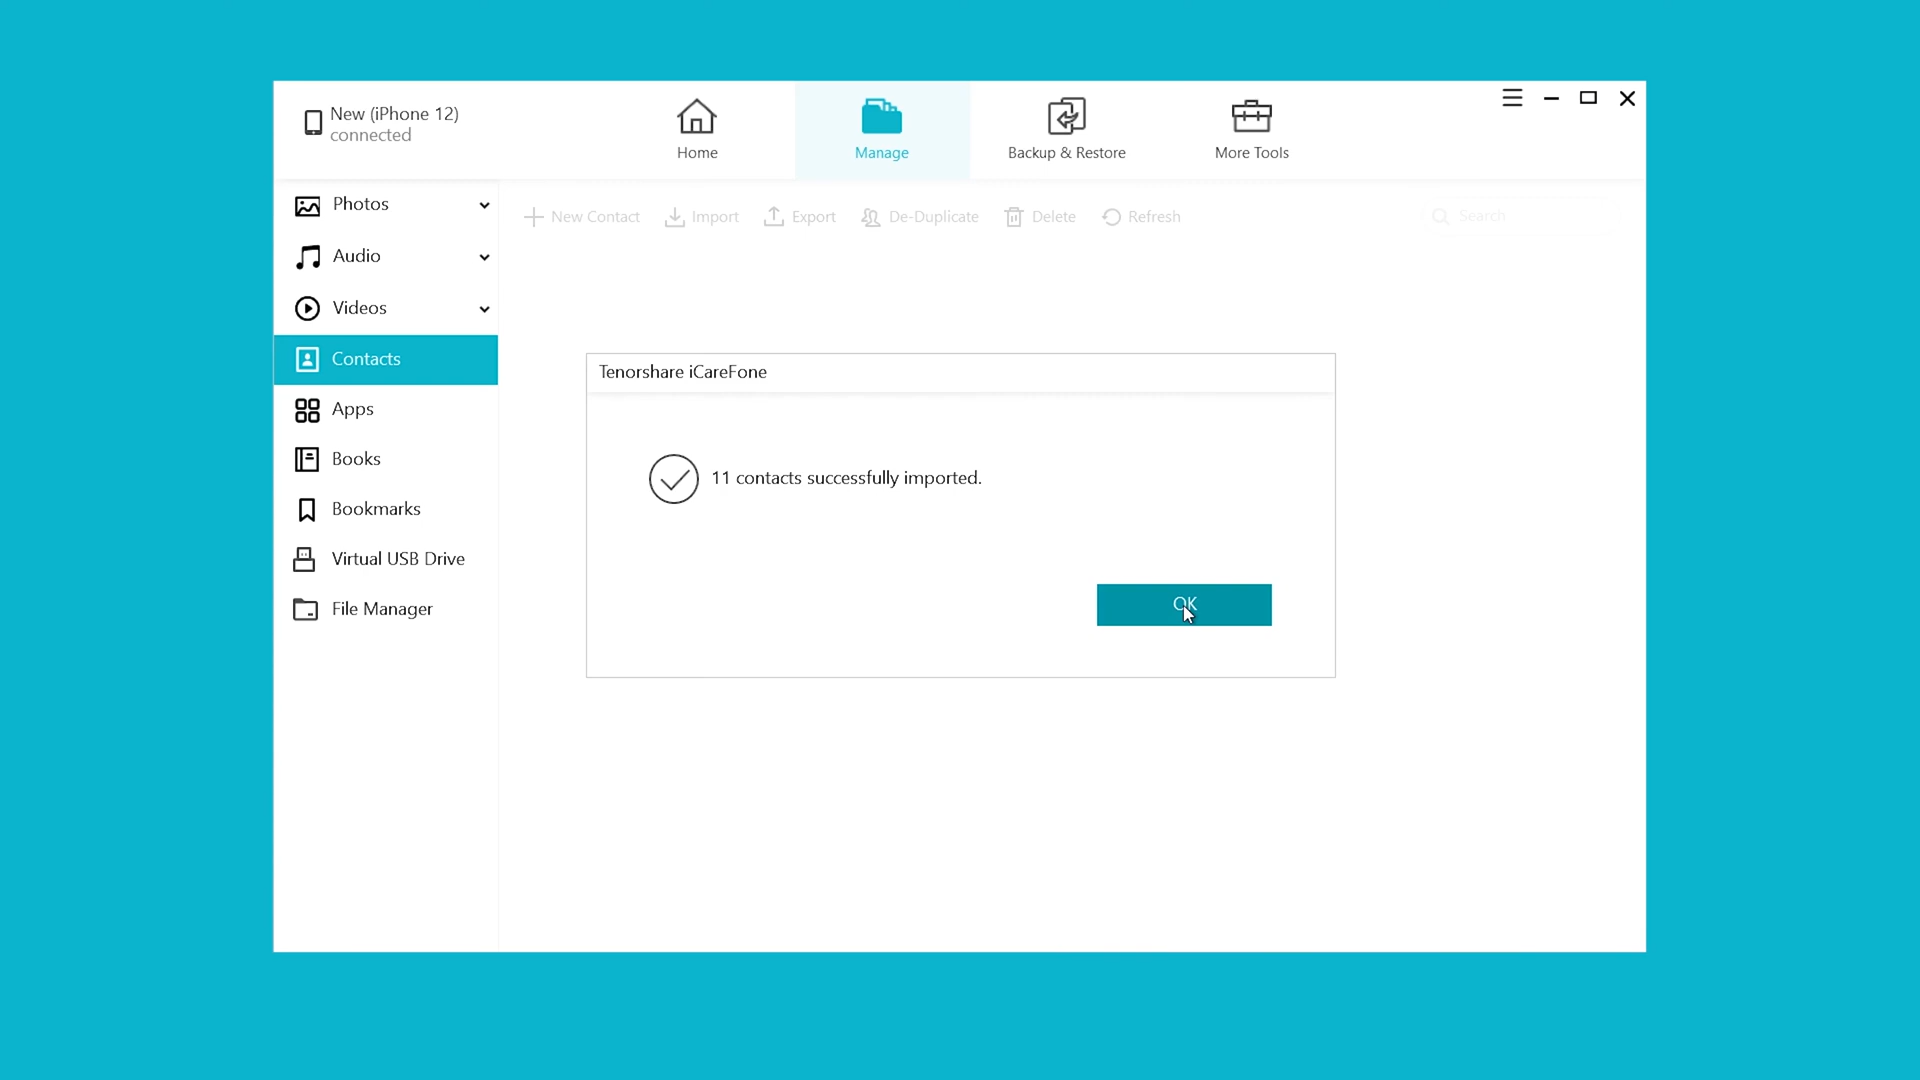 New (iPhone 12)
connected
Home
Manage
Backup & Restore
More Tools
Photos
Audio
Videos
Contacts
Apps
Books
Bookmarks
Virtual USB Drive
File Manager
New Contact
Import
Export
De-Duplicate
Delete
Refresh
Search
Tenorshare iCareFone
11 contacts successfully imported.
OK